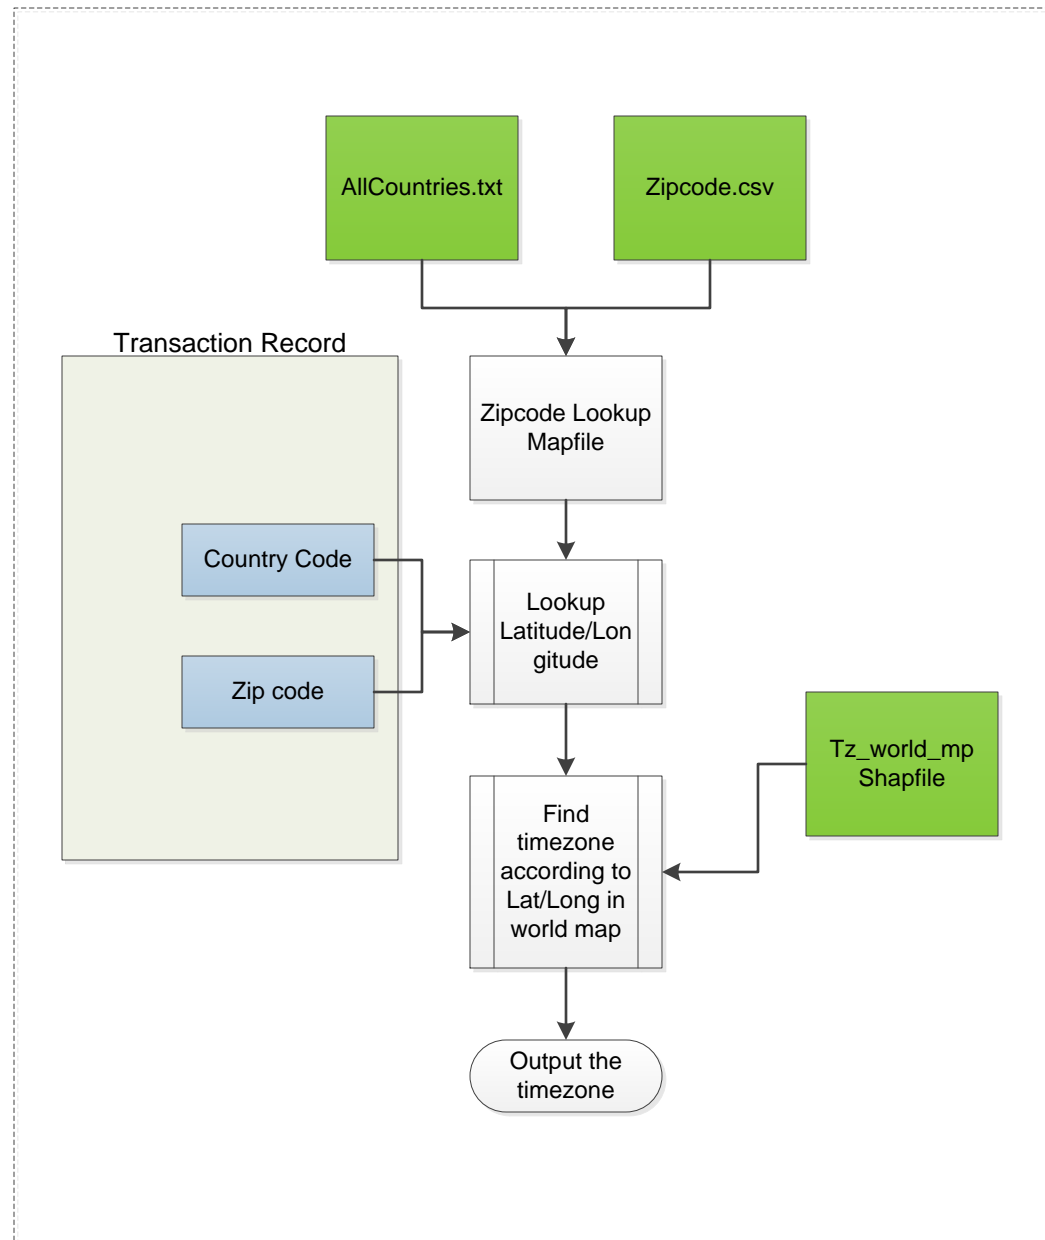 AllCountries.txt
Zipcode.csv
Transaction Record
Zipcode Lookup
Mapfile
Country Code
Lookup
Latitude/Lon
gitude
Zip code
Tz_world_mp
Shapfile
Find
timezone
according to
Lat/Long in
world map
Output the
timezone